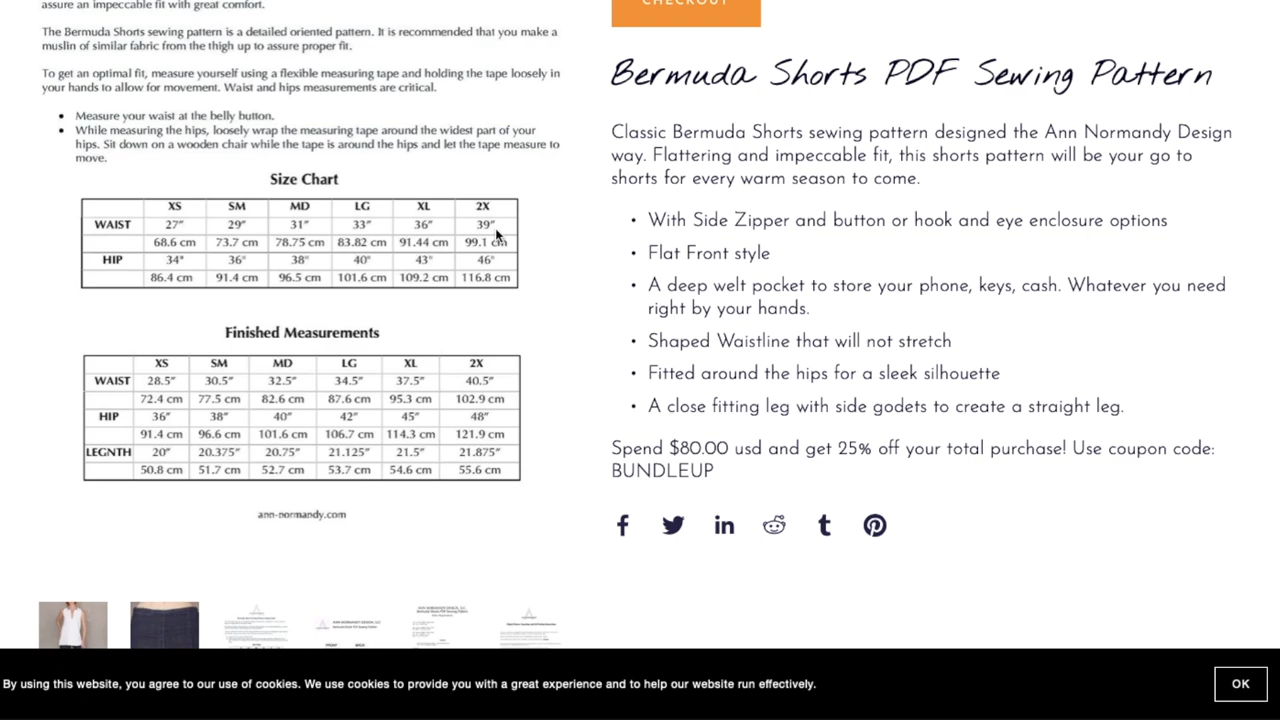 assure an impeccable fit with great comfort.
The Bermuda Shorts sewing pattern is a detailed oriented pattern. It is recommended that you make a
muslin of similar fabric from the thigh up to assure proper fit.
To get an optimal fit, measure yourself using a flexible measuring tape and holding the tape loosely in
your hands to allow for movement. Waist and hips measurements are critical.
• Measure your waist at the belly button.
• While measuring the hips, loosely wrap the measuring tape around the widest part of your
hips. Sit down on a wooden chair while the tape is around the hips and let the tape measure to
move.
Size Chart
XS SM MD LG XL 2X
WAIST 27" 29" 31" 33" 36" 39"
68.6 cm 73.7 cm 78.75 cm 83.82 cm 91.44 cm 99.1 cm
HIP 34" 36" 38" 40" 43" 46"
86.4 cm 91.4 cm 96.5 cm 101.6 cm 109.2 cm 116.8 cm
Finished Measurements
XS SM MD LG XL 2X
WAIST 28.5" 30.5" 32.5" 34.5" 37.5" 40.5"
72.4 cm 77.5 cm 82.6 cm 87.6 cm 95.3 cm 102.9 cm
HIP 36" 38" 40" 42" 45" 48"
91.4 cm 96.6 cm 101.6 cm 106.7 cm 114.3 cm 121.9 cm
LEGNTH 20" 20.375" 20.75" 21.125" 21.5" 21.875"
50.8 cm 51.7 cm 52.7 cm 53.7 cm 54.6 cm 55.6 cm
ann-normandy.com
CHECKOUT
Bermuda Shorts PDF Sewing Pattern
Classic Bermuda Shorts sewing pattern designed the Ann Normandy Design
way. Flattering and impeccable fit, this shorts pattern will be your go to
shorts for every warm season to come.
• With Side Zipper and button or hook and eye enclosure options
• Flat Front style
• A deep welt pocket to store your phone, keys, cash. Whatever you need
right by your hands.
• Shaped Waistline that will not stretch
• Fitted around the hips for a sleek silhouette
• A close fitting leg with side godets to create a straight leg.
Spend $80.00 usd and get 25% off your total purchase! Use coupon code:
BUNDLEUP
By using this website, you agree to our use of cookies. We use cookies to provide you with a great experience and to help our website run effectively.
OK